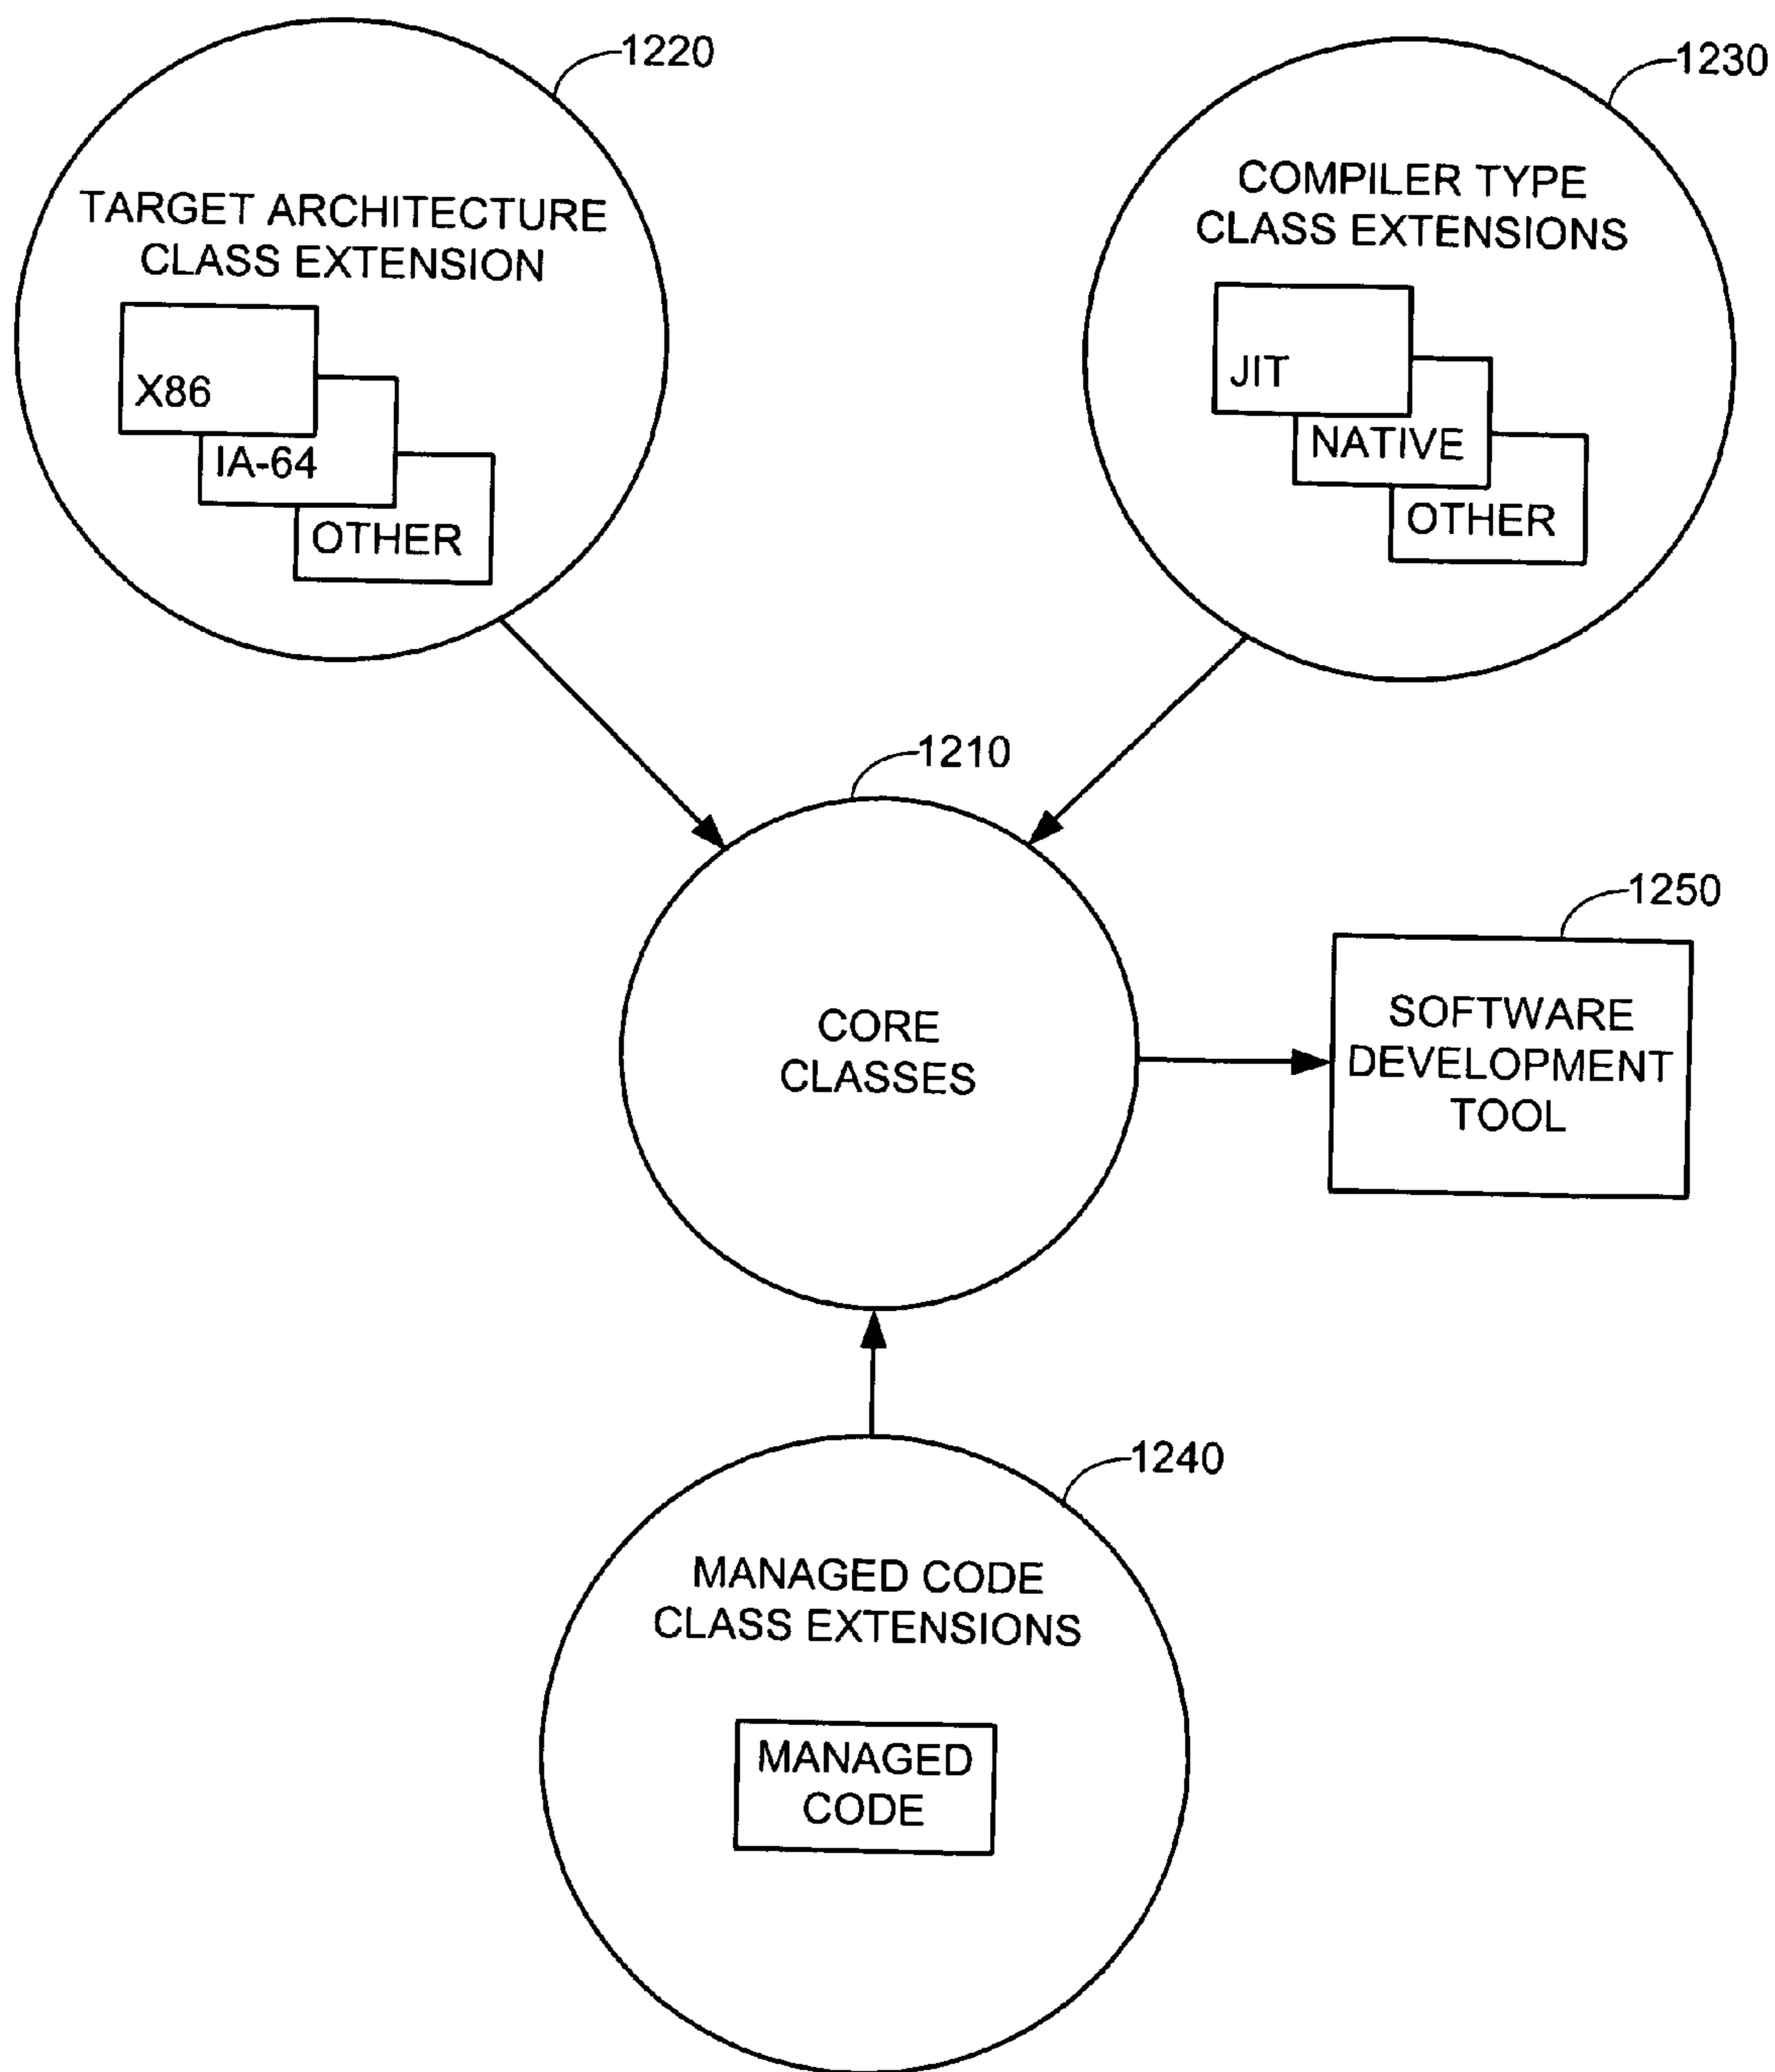 1220
TARGET ARCHITECTURE
CLASS EXTENSION
X86
IA-64
OTHER
1230
COMPILER TYPE
CLASS EXTENSIONS
JIT
NATIVE
OTHER
1210
CORE
CLASSES
1250
SOFTWARE
DEVELOPMENT
TOOL
1240
MANAGED CODE
CLASS EXTENSIONS
MANAGED
CODE